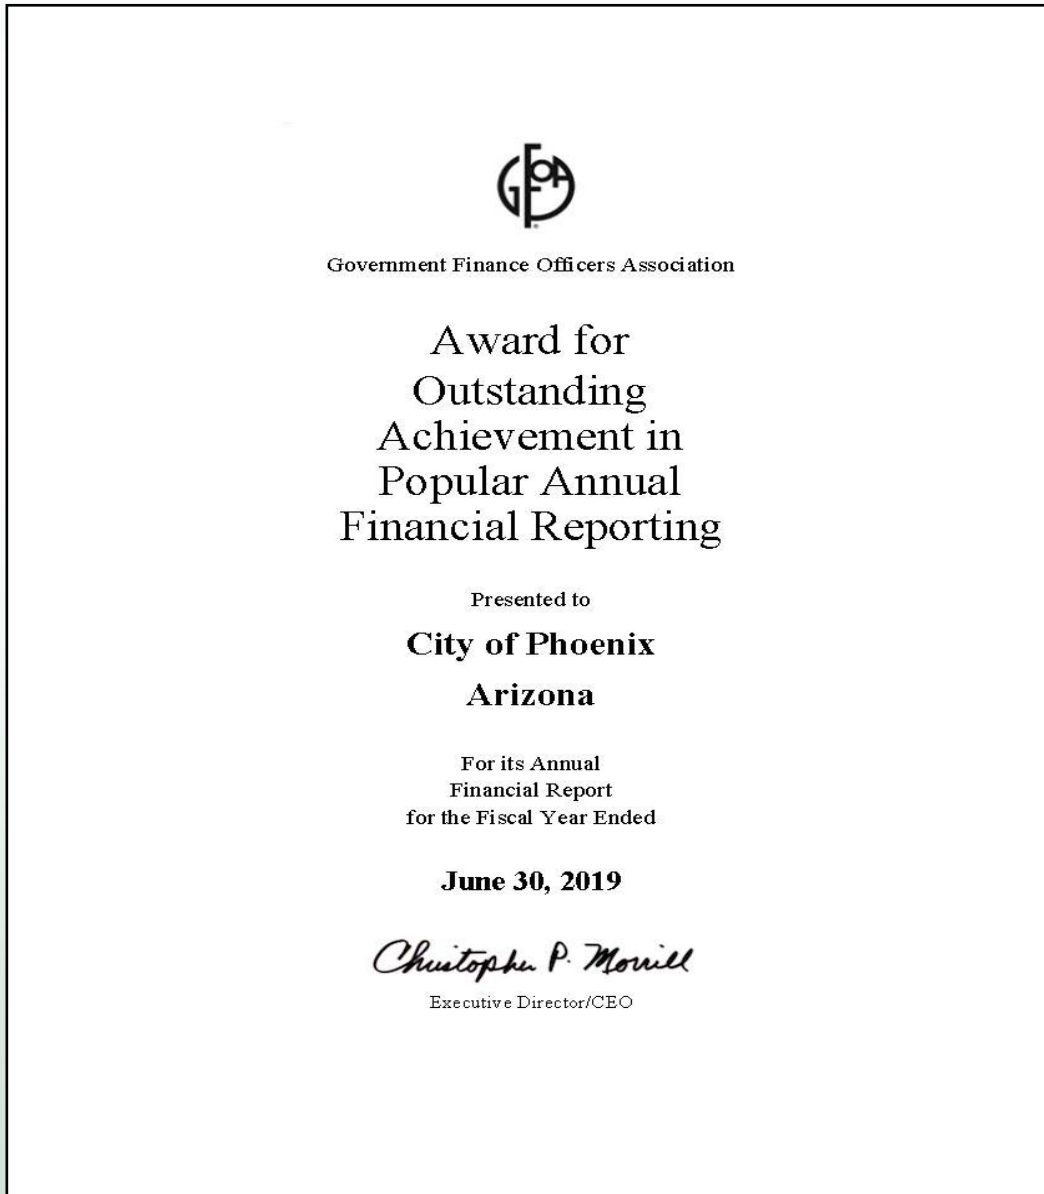 GFOA
Government Finance Officers Association
Award for
Outstanding
Achievement in
Popular Annual
Financial Reporting
Presented to
City of Phoenix
Arizona
For its Annual
Financial Report
for the Fiscal Year Ended
June 30, 2019
Christopher P. Morrill
Executive Director/CEO